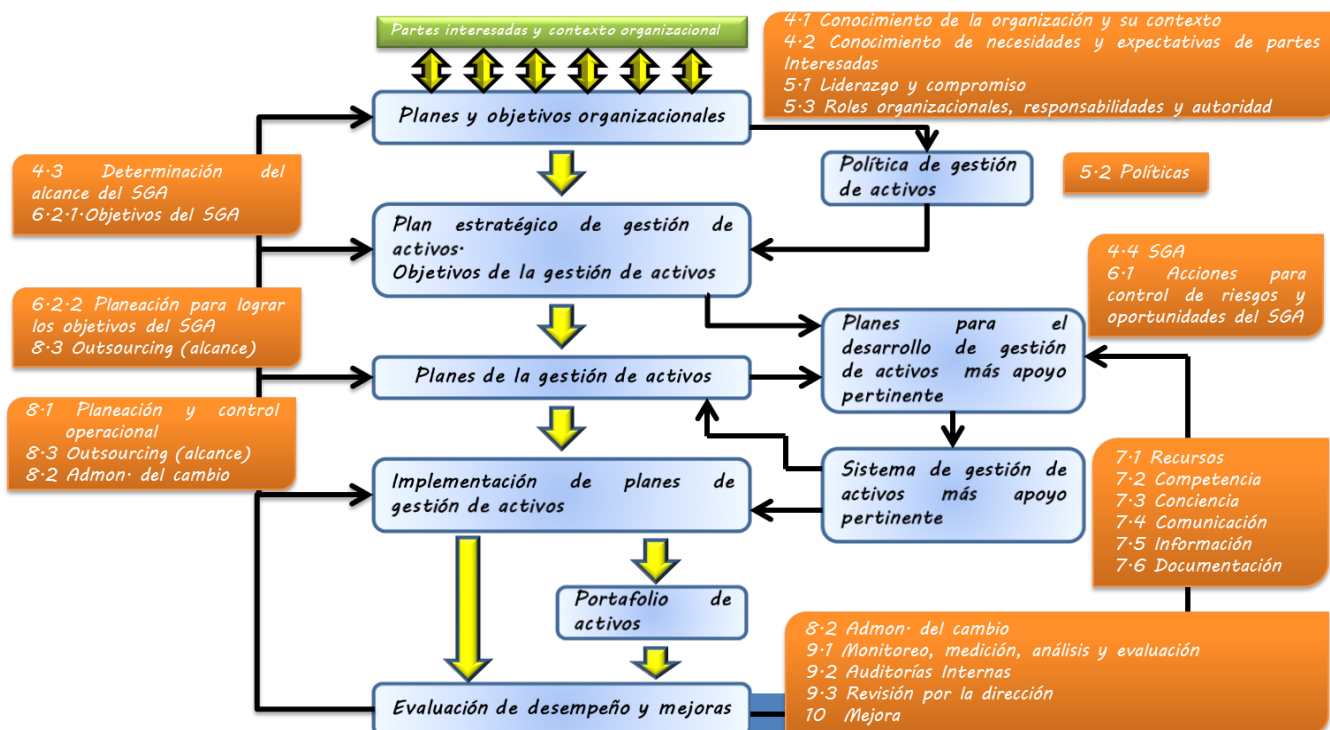 Partes interesadas y contexto organizacional
4.1 Conocimiento de la organización y su contexto
4.2 Conocimiento de necesidades y expectativas de partes
Interesadas
5.1 Liderazgo y compromiso
5.3 Roles organizacionales, responsabilidades y autoridad
Planes y objetivos organizacionales
Política de gestión
de activos
5.2 Políticas
4.3 Determinación del
alcance del SGA
6.2.1.Objetivos del SGA
Plan estratégico de gestión de
activos.
Objetivos de la gestión de activos
4.4 SGA
6.1 Acciones para
control de riesgos y
oportunidades del SGA
6.2.2 Planeación para lograr
los objetivos del SGA
8.3 Outsourcing (alcance)
Planes para el
desarrollo de gestión
de activos más apoyo
pertinente
Planes de la gestión de activos
8.1 Planeación y control
operacional
8.3 Outsourcing (alcance)
8.2 Admon. del cambio
Implementación de planes de
gestión de activos
Sistema de gestión de
activos más apoyo
pertinente
7.1 Recursos
7.2 Competencia
7.3 Conciencia
7.4 Comunicación
7.5 Información
7.6 Documentación
Portafolio de
activos
8.2 Admon. del cambio
9.1 Monitoreo, medición, análisis y evaluación
9.2 Auditorías Internas
9.3 Revisión por la dirección
10 Mejora
Evaluación de desempeño y mejoras